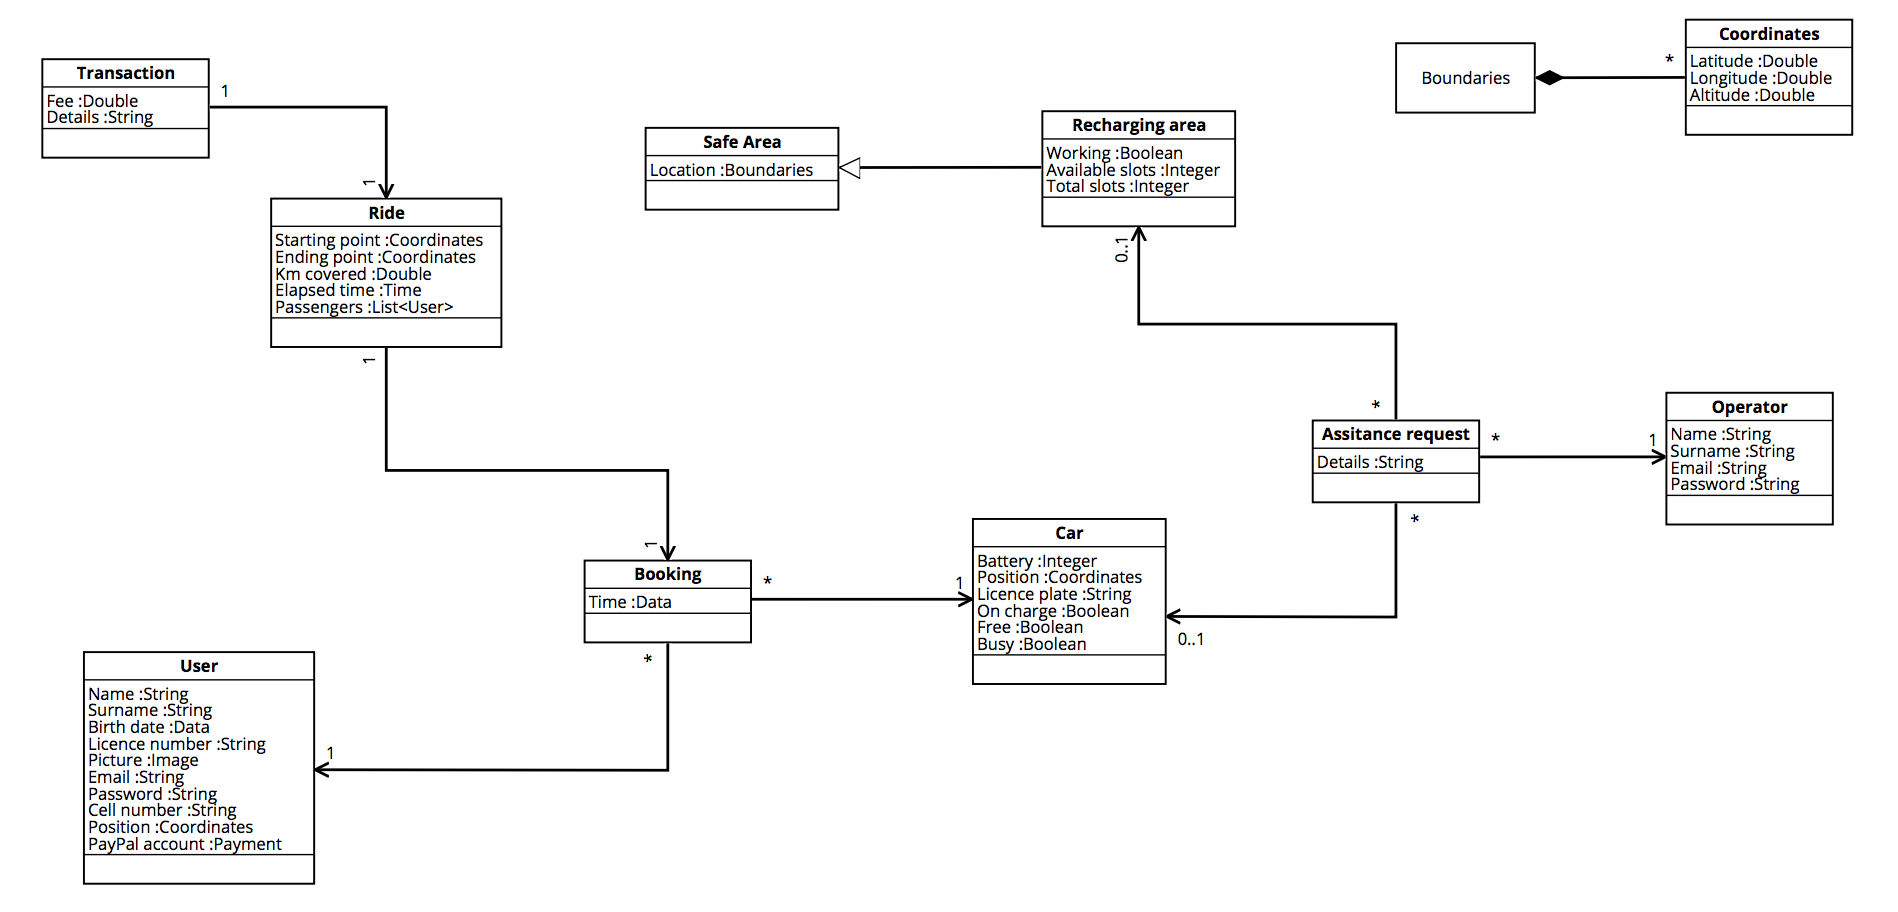 Transaction
Fee :Double
Details :String
1
1
Ride
Starting point :Coordinates
Ending point :Coordinates
Km covered :Double
Elapsed time :Time
Passengers :List<User>
1
1
Safe Area
Location :Boundaries
Recharging area
Working :Boolean
Available slots :Integer
Total slots :Integer
0..1
Boundaries
*
Coordinates
Latitude :Double
Longitude :Double
Altitude :Double
*
Assitance request
Details :String
*
1
*
Operator
Name :String
Surname :String
Email :String
Password :String
Booking
Time :Data
*
1
*
Car
Battery :Integer
Position :Coordinates
Licence plate :String
On charge :Boolean
Free :Boolean
Busy :Boolean
0..1
User
Name :String
Surname :String
Birth date :Data
Licence number :String
Picture :Image
Email :String
Password :String
Cell number :String
Position :Coordinates
PayPal account :Payment
1